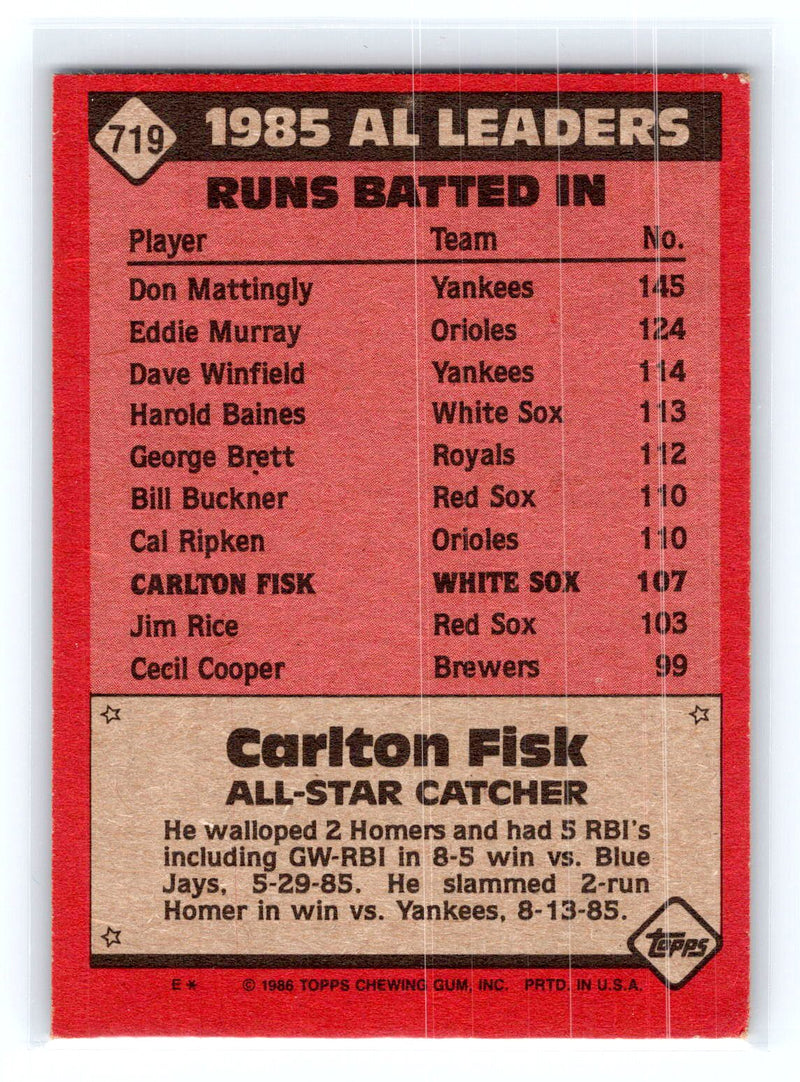 719 1985 AL LEADERS
RUNS BATTED IN
Player Team No.
Don Mattingly Yankees 145
Eddie Murray Orioles 124
Dave Winfield Yankees 114
Harold Baines White Sox 113
George Brett Royals 112
Bill Buckner Red Sox 110
Cal Ripken Orioles 110
CARLTON FISK WHITE SOX 107
Jim Rice Red Sox 103
Cecil Cooper Brewers 99
Carlton Fisk
ALL-STAR CATCHER
He walloped 2 Homers and had 5 RBI's
including GW-RBI in 8-5 win vs. Blue
Jays, 5-29-85. He slammed 2-run
Homer in win vs. Yankees, 8-13-85.
TOPPS
E* © 1986 TOPPS CHEWING GUM, INC. PRTD. IN U.S.A.